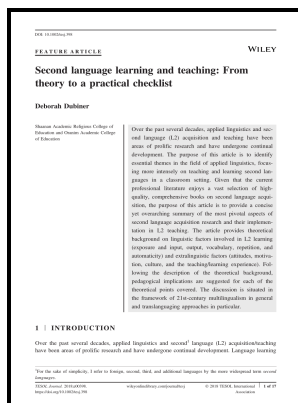 DOI: 10.1002/tesj.398
FEATURE ARTICLE
WILEY
Second language learning and teaching: From
theory to a practical checklist
Deborah Dubiner
Shaanan Academic Religious College of
Education and Oranim Academic College
of Education
Over the past several decades, applied linguistics and sec-
ond language (L2) acquisition and teaching have been
areas of prolific research and have undergone continual
development. The purpose of this article is to identify
essential themes in the field of applied linguistics, focus-
ing more intensely on teaching and learning second lan-
guages in a classroom setting. Given that the current
professional literature enjoys a vast selection of high-
quality, comprehensive books on second language acqui-
sition, the purpose of this article is to provide a concise
yet overarching summary of the most pivotal aspects of
second language acquisition research and their implemen-
tation in L2 teaching. The article provides theoretical
background on linguistic factors involved in L2 learning
(exposure and input, output, vocabulary, repetition, and
automaticity) and extralinguistic factors (attitudes, motiva-
tion, culture, and the teaching/learning experience). Fol-
lowing the description of the theoretical background,
pedagogical implications are suggested for each of the
theoretical points covered. The discussion is situated in
the framework of 21st-century multilingualism in general
and translanguaging approaches in particular.
1 | INTRODUCTION
Over the past several decades, applied linguistics and second¹ language (L2) acquisition/teaching
have been areas of prolific research and have undergone continual development. Language learning
¹For the sake of simplicity, I refer to foreign, second, third, and additional languages by the more widespread term second
languages.
TESOL Journal. 2018;e00398.
https://doi.org/10.1002/tesj.398
wileyonlinelibrary.com/journal/tesj
© 2018 TESOL International
Association
1 of 17